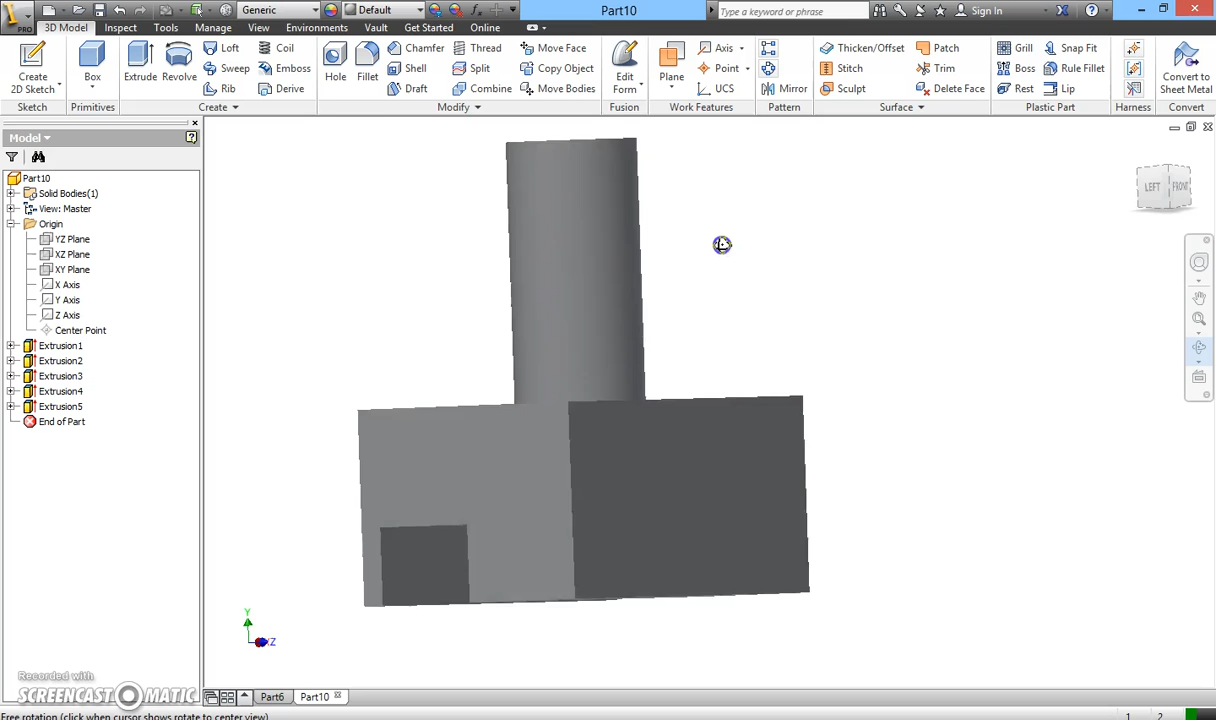 PRO
Generic
Default
Part10
Type a keyword or phrase
Sign In
3D Model
Inspect
Tools
Manage
View
Environments
Vault
Get Started
Online
Create
2D Sketch
Sketch
Box
Primitives
Extrude
Revolve
Loft
Sweep
Rib
Coil
Emboss
Derive
Create
Hole
Fillet
Chamfer
Shell
Draft
Thread
Split
Combine
Move Face
Copy Object
Move Bodies
Modify
Edit
Form
Fusion
Plane
Axis
Point
UCS
Work Features
Mirror
Pattern
Thicken/Offset
Stitch
Sculpt
Patch
Trim
Delete Face
Surface
Grill
Boss
Rest
Snap Fit
Rule Fillet
Lip
Plastic Part
Harness
Convert to
Sheet Metal
Convert
Model
Part10
Solid Bodies(1)
View: Master
Origin
YZ Plane
XZ Plane
XY Plane
X Axis
Y Axis
Z Axis
Center Point
Extrusion1
Extrusion2
Extrusion3
Extrusion4
Extrusion5
End of Part
LEFT
FRONT
Y
Z
Recorded with
SCREENCAST MATIC
Part6
Part10
Free rotation (click when cursor shows rotate to center view)
1
2